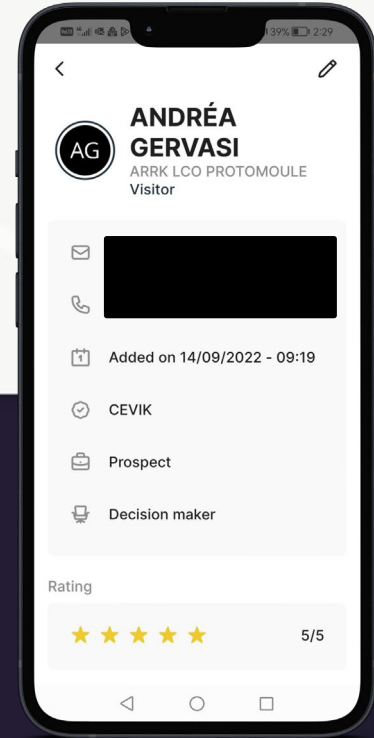 39% 2:29
ANDRÉA
GERVASI
AG
ARRK LCO PROTOMOULE
Visitor
1
Added on 14/09/2022 - 09:19
CEVIK
Prospect
Decision maker
Rating
5/5